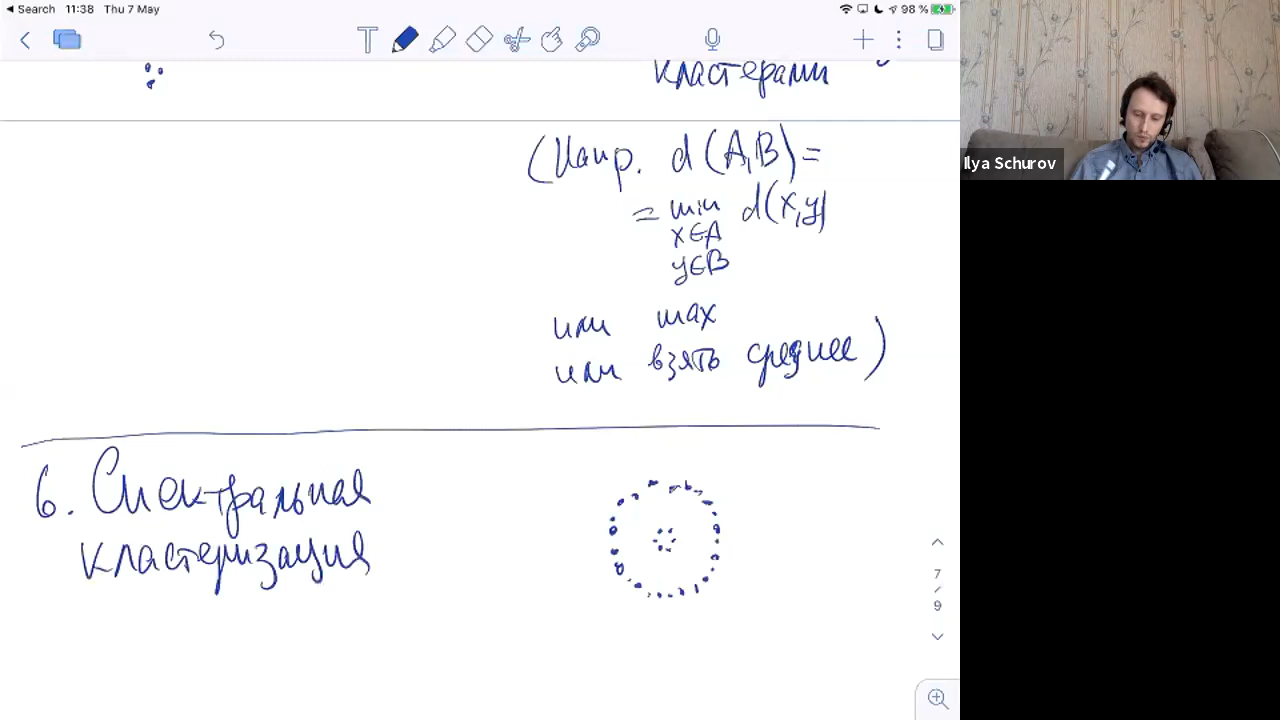 Search 11:38 Thu 7 May 98 %
T
кластерами
(Напр. d(A,B)=
= min d(x,y)
x∈A
y∈B
или max
или взять среднее)
6. Спектральная
кластеризация
7
/
9
Ilya Schurov